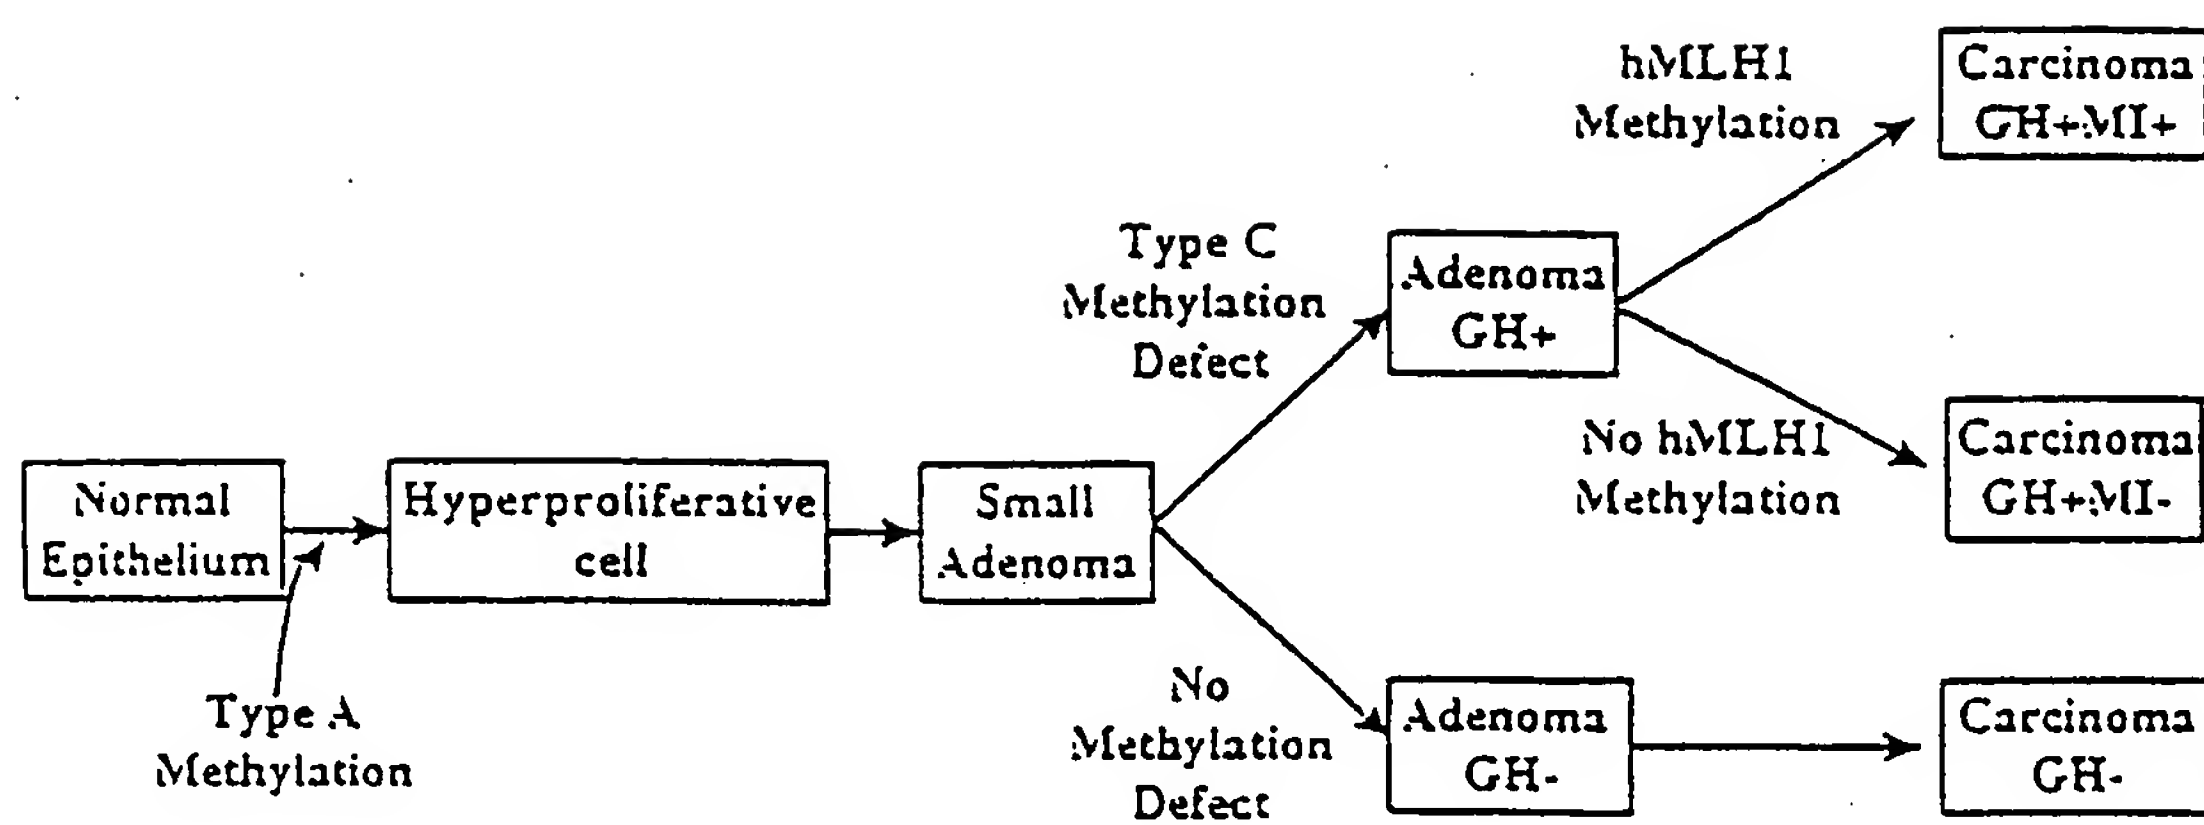 Normal
Epithelium
Type A
Methylation
Hyperproliferative
cell
Small
Adenoma
Type C
Methylation
Defect
No
Methylation
Defect
Adenoma
GH+
Adenoma
GH-
hMLH1
Methylation
No hMLH1
Methylation
Carcinoma
GH+MI+
Carcinoma
GH+MI-
Carcinoma
GH-